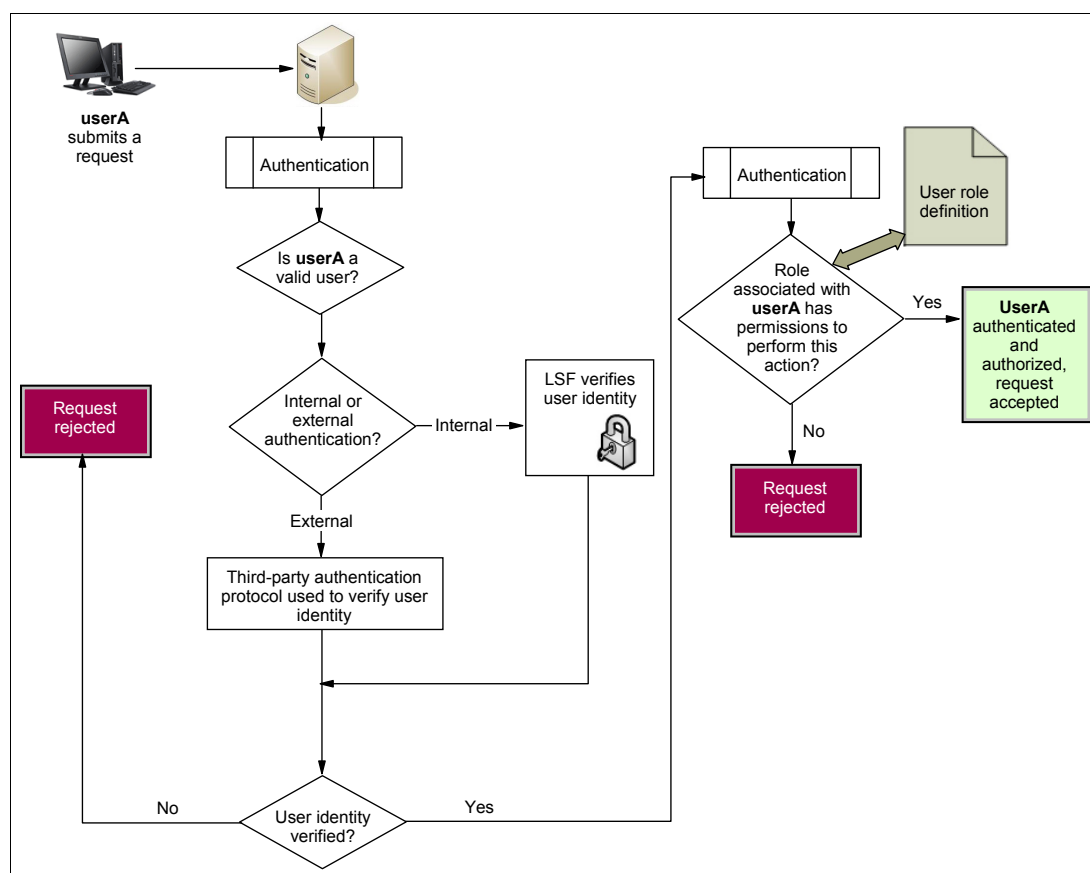 userA
submits a
request
Authentication
Is userA a
valid user?
Internal or
external
authentication?
Internal
LSF verifies
user identity
External
Third-party authentication
protocol used to verify user
identity
User identity
verified?
No
Request
rejected
Yes
Authentication
User role
definition
Role
associated with
userA has
permissions to
perform this
action?
Yes
UserA
authenticated
and
authorized,
request
accepted
No
Request
rejected